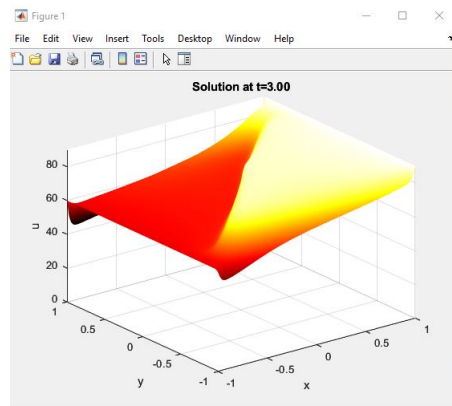 Figure 1
File Edit View Insert Tools Desktop Window Help
Solution at t=3.00
80
60
40
20
0
u
1
0.5
0
-0.5
-1
y
-1
-0.5
0
0.5
1
x